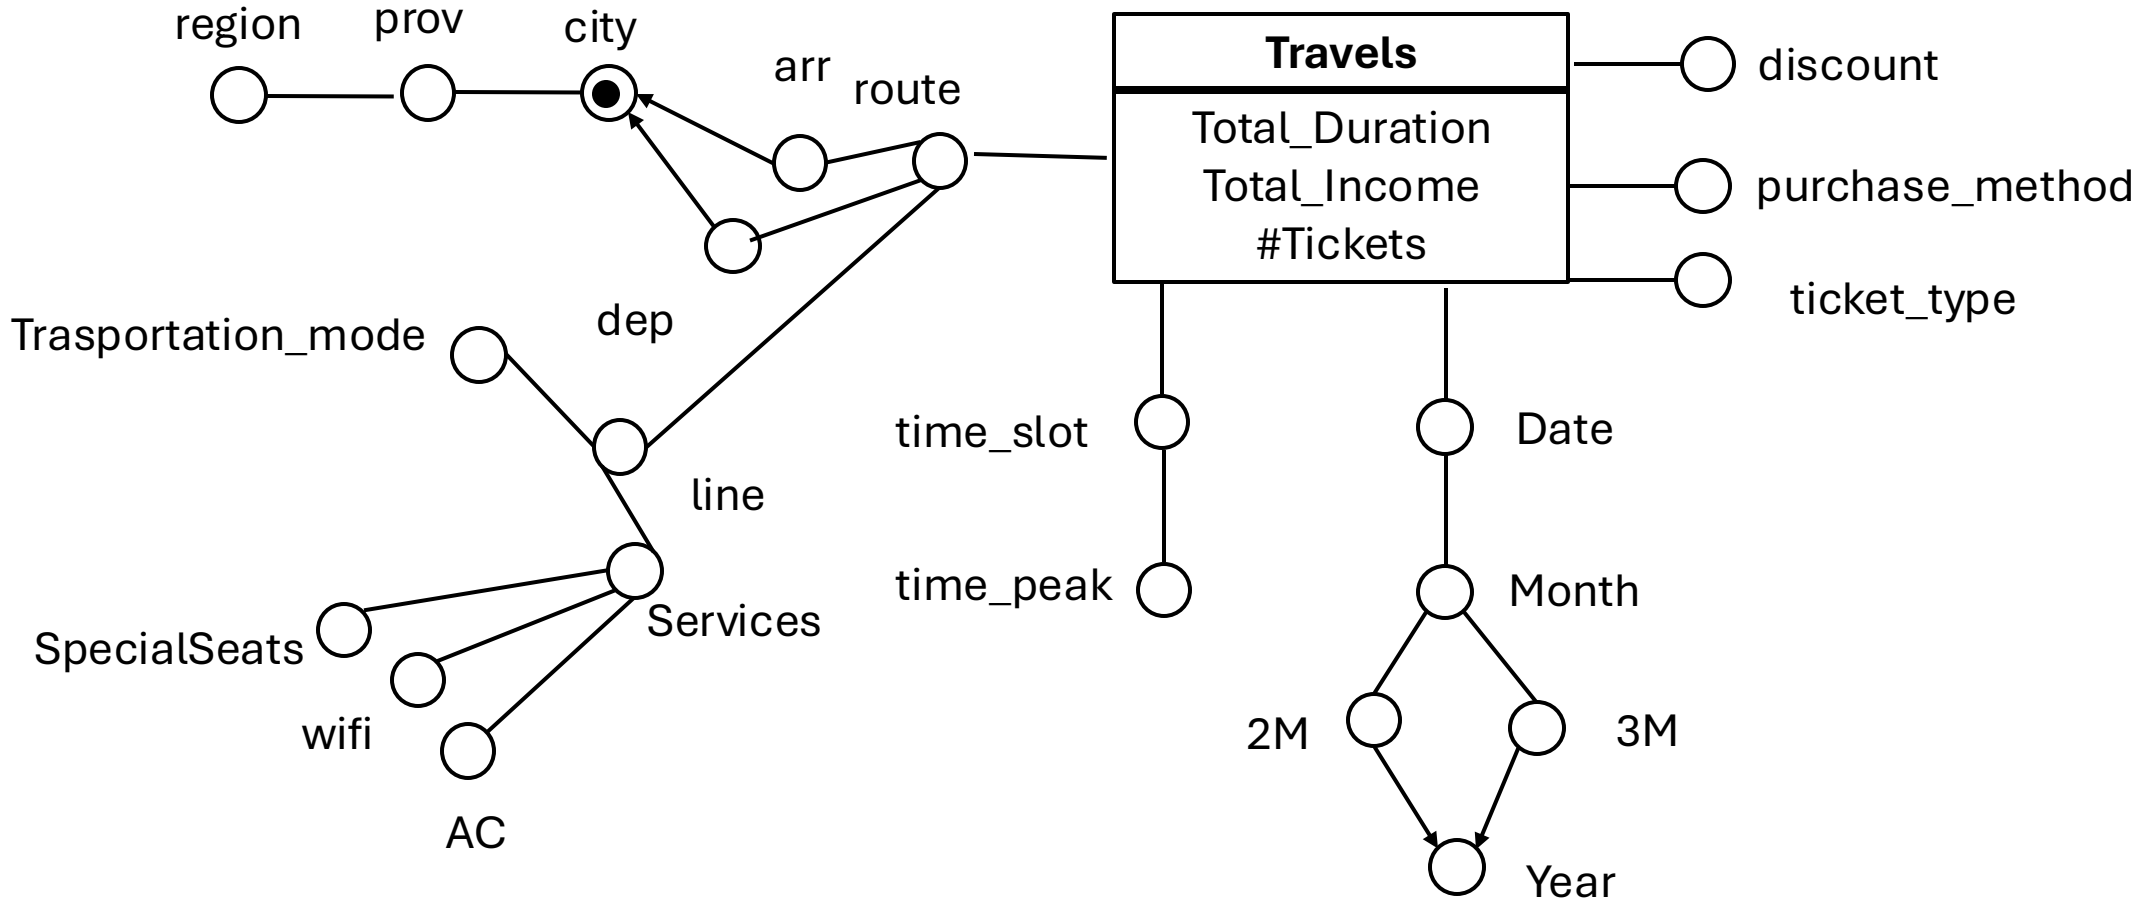 region
prov
city
arr
route
Travels
Total_Duration
Total_Income
#Tickets
discount
purchase_method
ticket_type
dep
Trasportation_mode
line
Services
SpecialSeats
wifi
AC
time_slot
time_peak
Date
Month
2M
3M
Year